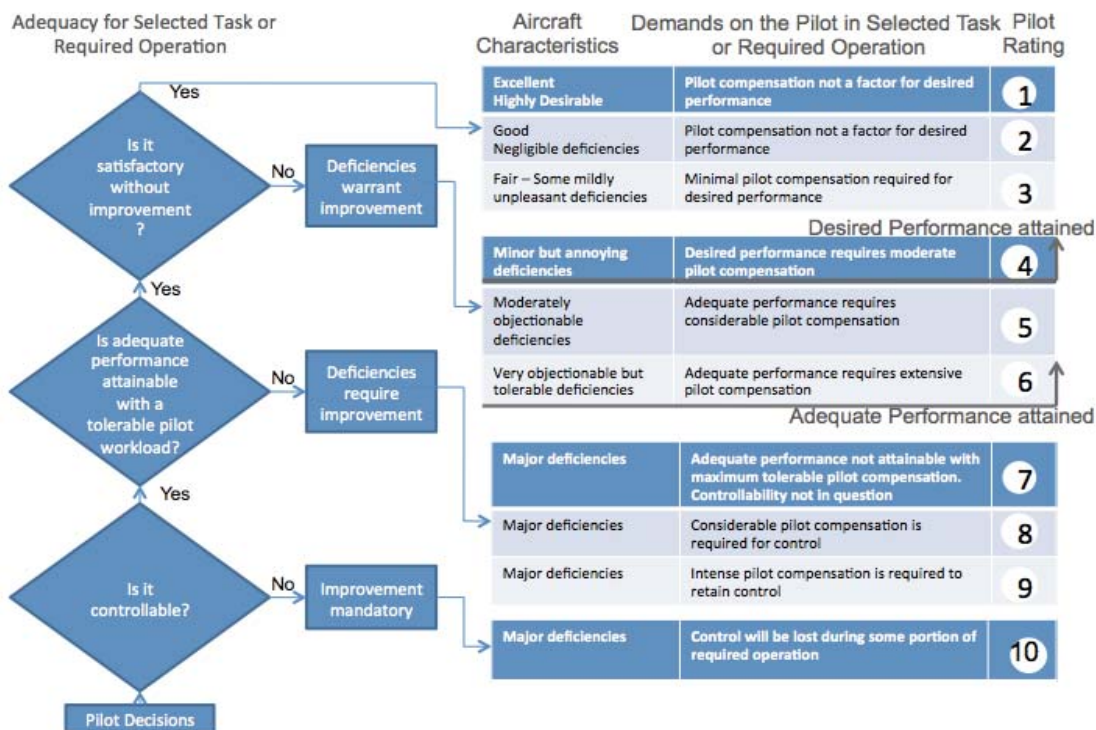 Adequacy for Selected Task or
Required Operation
Aircraft
Characteristics
Demands on the Pilot in Selected Task
or Required Operation
Pilot
Rating
Yes
Is it
satisfactory
without
improvement
?
No
Deficiencies
warrant
improvement
Excellent
Highly Desirable
Pilot compensation not a factor for desired
performance
1
Good
Negligible deficiencies
Pilot compensation not a factor for desired
performance
2
Fair – Some mildly
unpleasant deficiencies
Minimal pilot compensation required for
desired performance
3
Desired Performance attained
Minor but annoying
deficiencies
Desired performance requires moderate
pilot compensation
4
Moderately
objectionable
deficiencies
Adequate performance requires
considerable pilot compensation
5
Very objectionable but
tolerable deficiencies
Adequate performance requires extensive
pilot compensation
6
Adequate Performance attained
Yes
Is adequate
performance
attainable
with a
tolerable pilot
workload?
No
Deficiencies
require
improvement
Major deficiencies
Adequate performance not attainable with
maximum tolerable pilot compensation.
Controllability not in question
7
Major deficiencies
Considerable pilot compensation is
required for control
8
Major deficiencies
Intense pilot compensation is required to
retain control
9
Yes
Is it
controllable?
No
Improvement
mandatory
Major deficiencies
Control will be lost during some portion of
required operation
10
Pilot Decisions